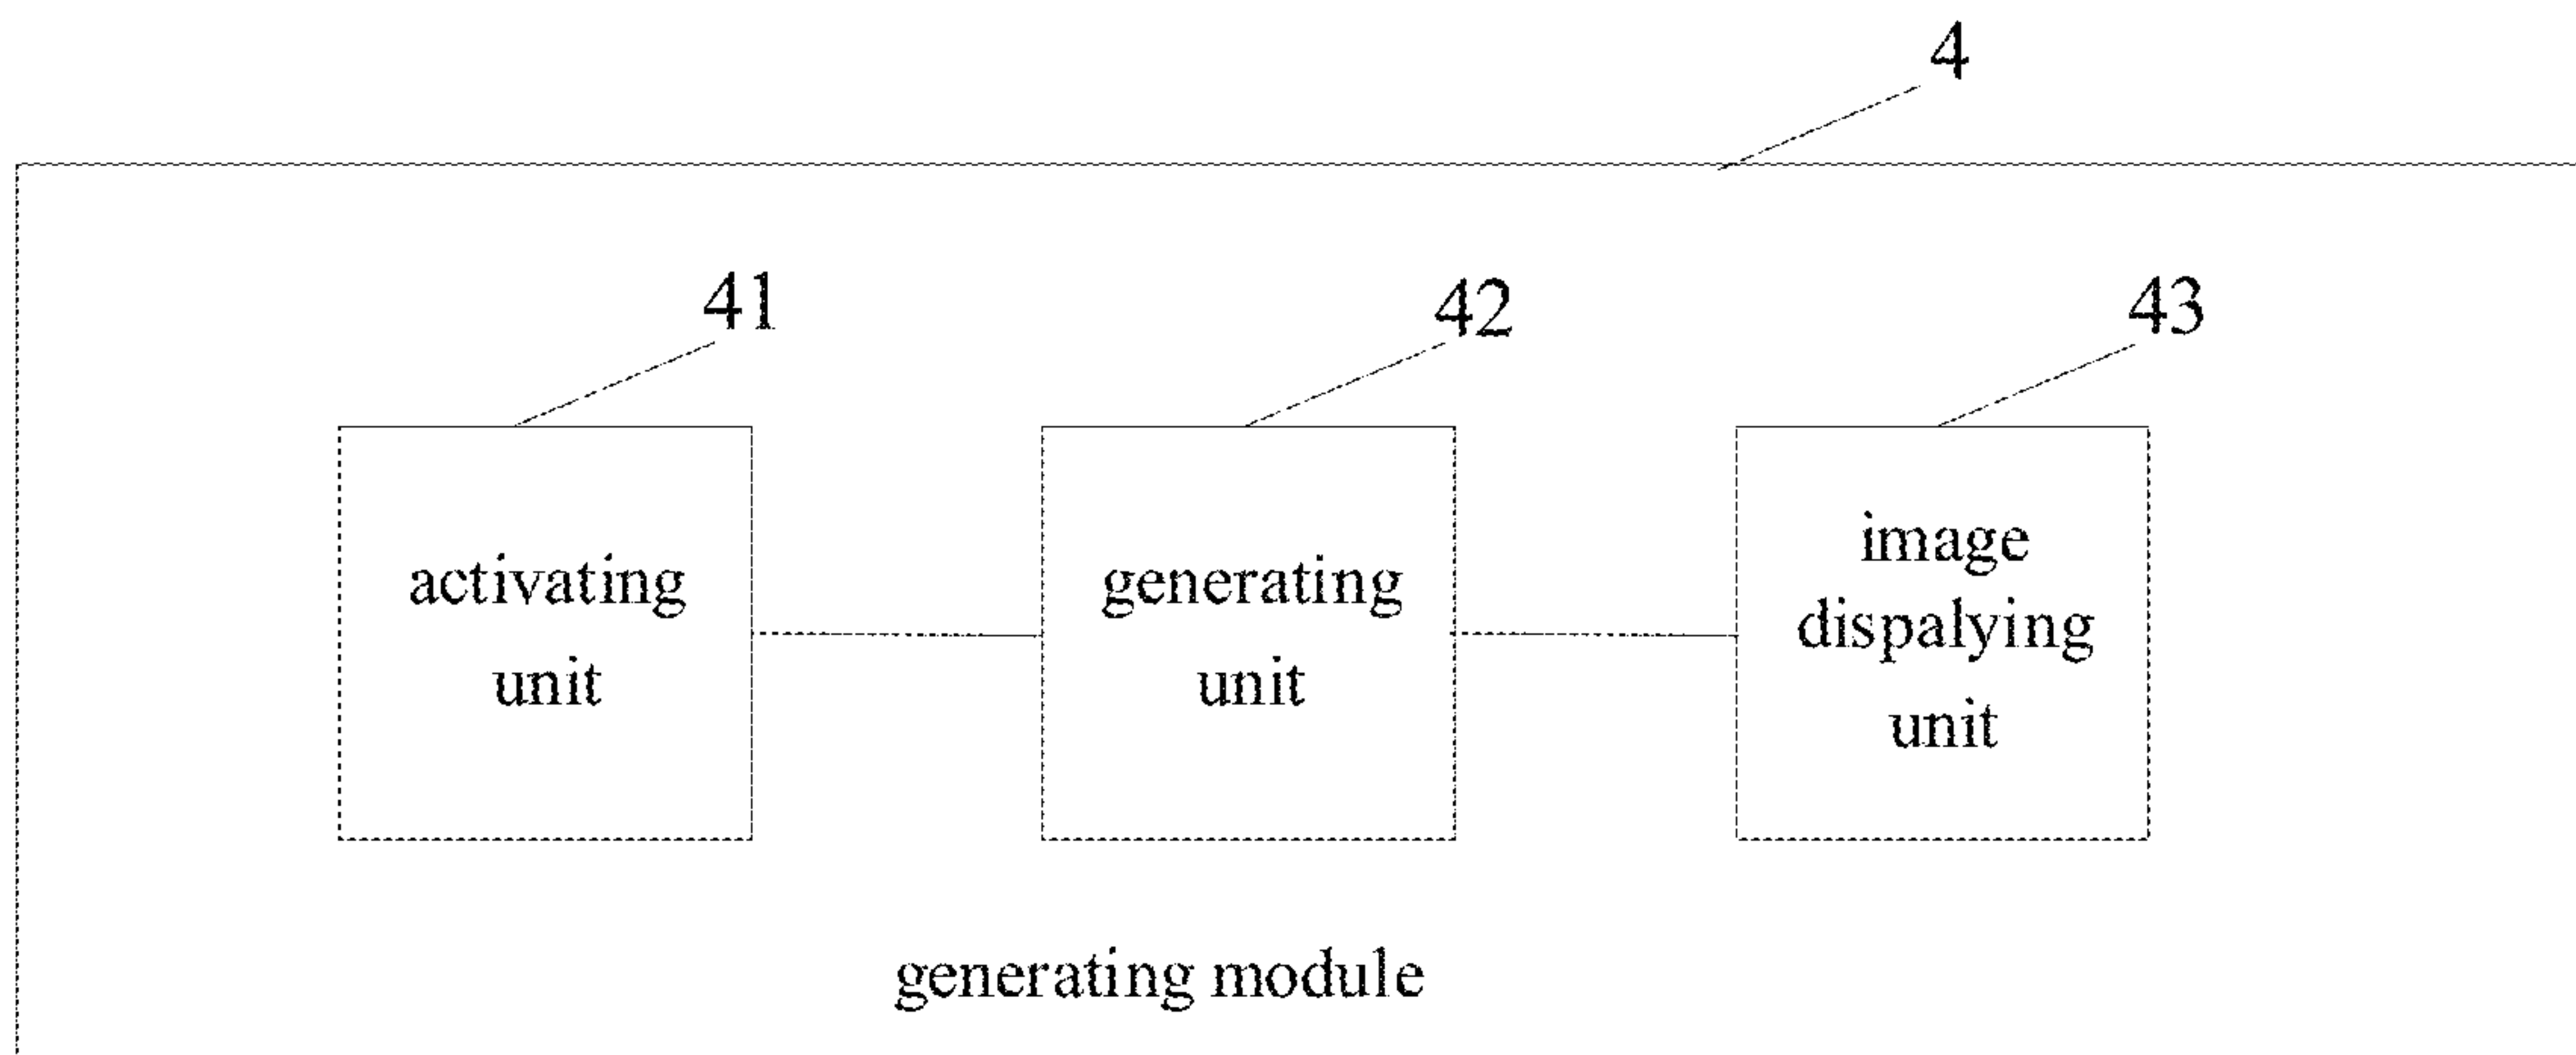 4
41
42
43
activating
unit
generating
unit
image
dispalying
unit
generating module